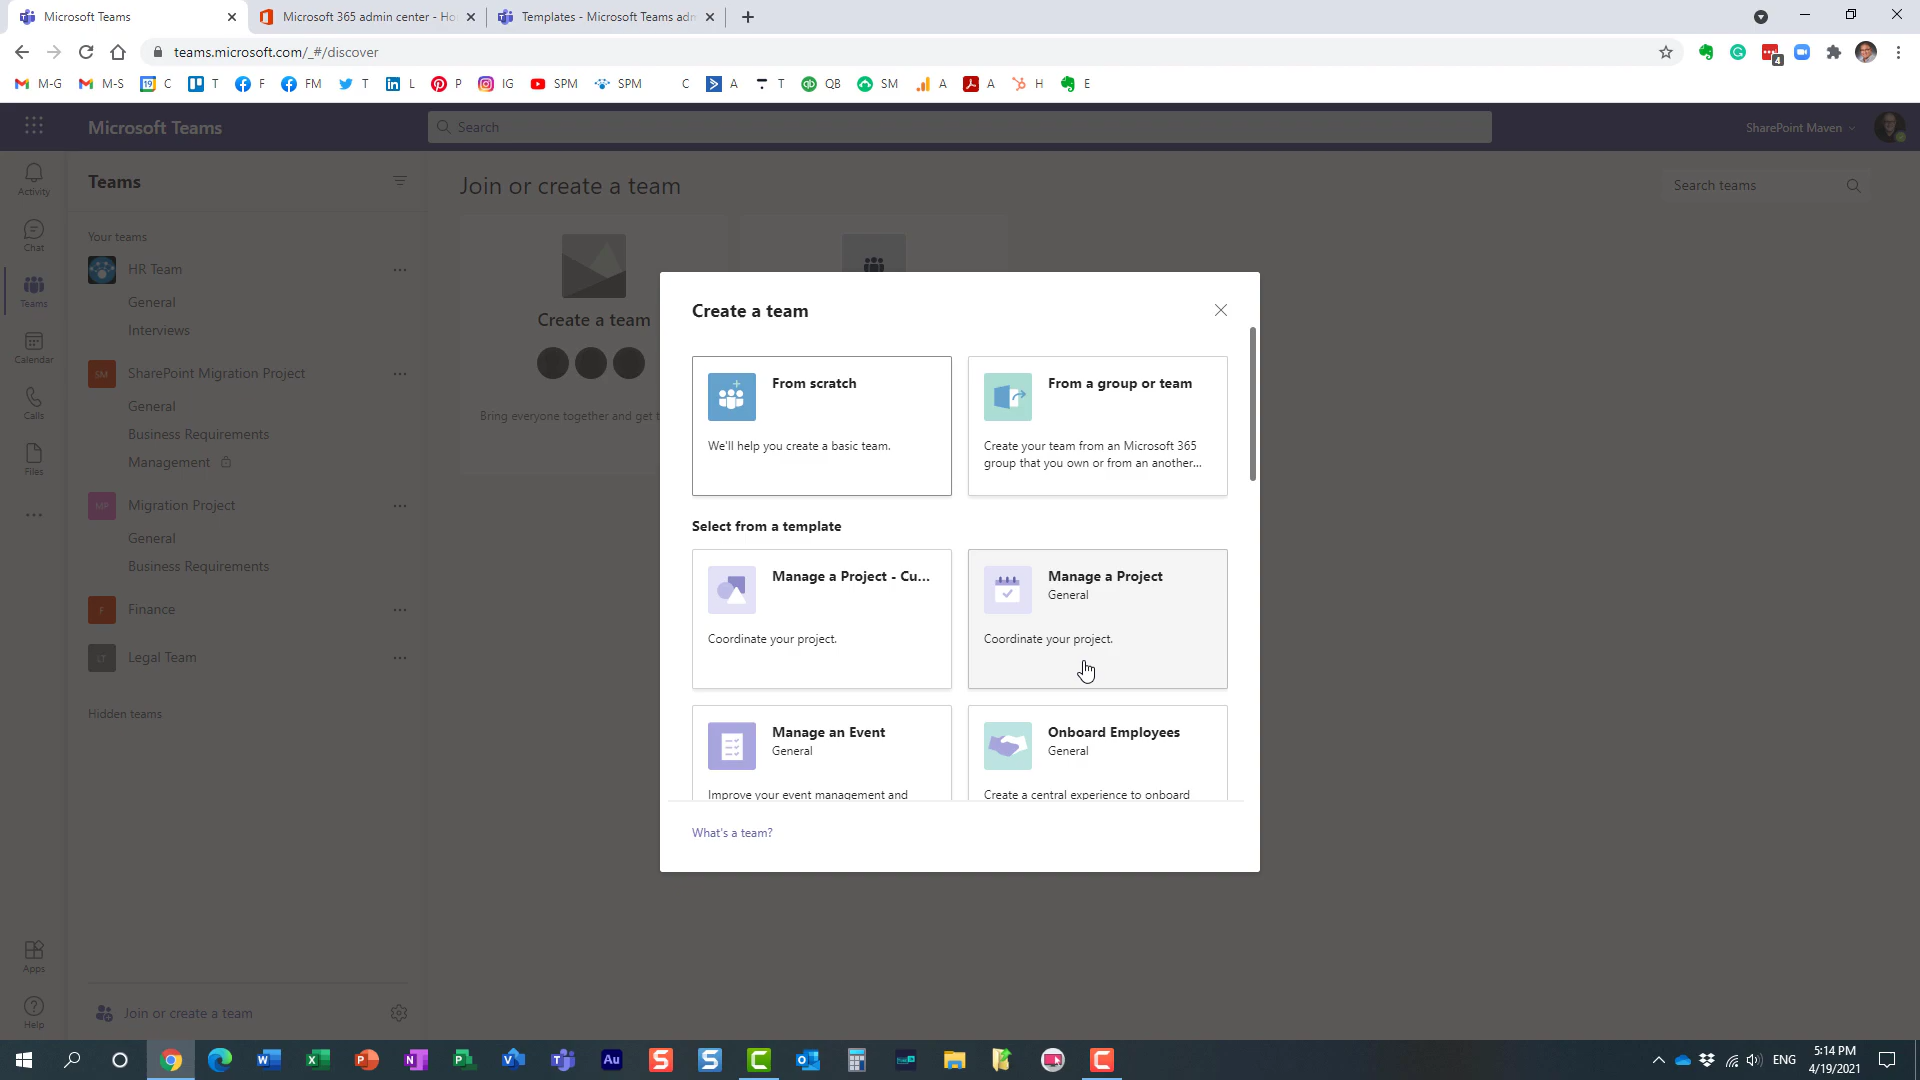 Microsoft Teams
Microsoft 365 admin center - Ho
Templates - Microsoft Teams adm
teams.microsoft.com/_#/discover
M-G
M-S
19
C
T
F
FM
T
L
P
IG
SPM
SPM
C
A
T
QB
SM
A
A
H
E
4
Microsoft Teams
Search
SharePoint Maven
Activity
Chat
Teams
Calendar
Calls
Files
Apps
Help
Teams
Your teams
HR Team
General
Interviews
SM
SharePoint Migration Project
General
Business Requirements
Management
MP
Migration Project
General
Business Requirements
F
Finance
LT
Legal Team
Hidden teams
Join or create a team
Join or create a team
Search teams
Create a team
Bring everyone together and get t
Create a team
From scratch
We'll help you create a basic team.
From a group or team
Create your team from an Microsoft 365
group that you own or from an another...
Select from a template
Manage a Project - Cu...
Coordinate your project.
Manage a Project
General
Coordinate your project.
Manage an Event
General
Improve your event management and
Onboard Employees
General
Create a central experience to onboard
What's a team?
Au
ENG
5:14 PM
4/19/2021